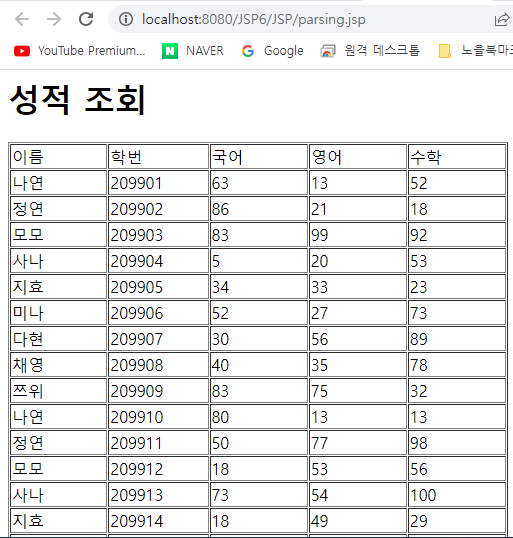 localhost:8080/JSP6/JSP/parsing.jsp
YouTube Premium... NAVER Google 원격 데스크톱 노을북마크
성적 조회
이름 학번 국어 영어 수학
나연 209901 63 13 52
정연 209902 86 21 18
모모 209903 83 99 92
사나 209904 5 20 53
지효 209905 34 33 23
미나 209906 52 27 73
다현 209907 30 56 89
채영 209908 40 35 78
쯔위 209909 83 75 32
나연 209910 80 13 13
정연 209911 50 77 98
모모 209912 18 53 56
사나 209913 73 54 100
지효 209914 18 49 29